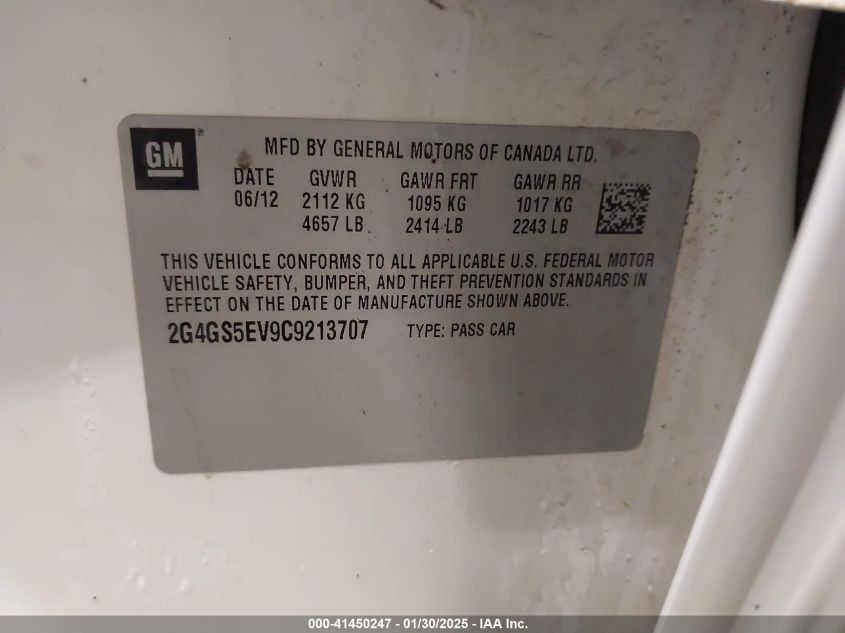 GM
MFD BY GENERAL MOTORS OF CANADA LTD.
DATE GVWR GAWR FRT GAWR RR
06/12 2112 KG 1095 KG 1017 KG
4657 LB 2414 LB 2243 LB
THIS VEHICLE CONFORMS TO ALL APPLICABLE U.S. FEDERAL MOTOR
VEHICLE SAFETY, BUMPER, AND THEFT PREVENTION STANDARDS IN
EFFECT ON THE DATE OF MANUFACTURE SHOWN ABOVE.
2G4GS5EV9C9213707 TYPE: PASS CAR
000-41450247 - 01/30/2025 - IAA Inc.